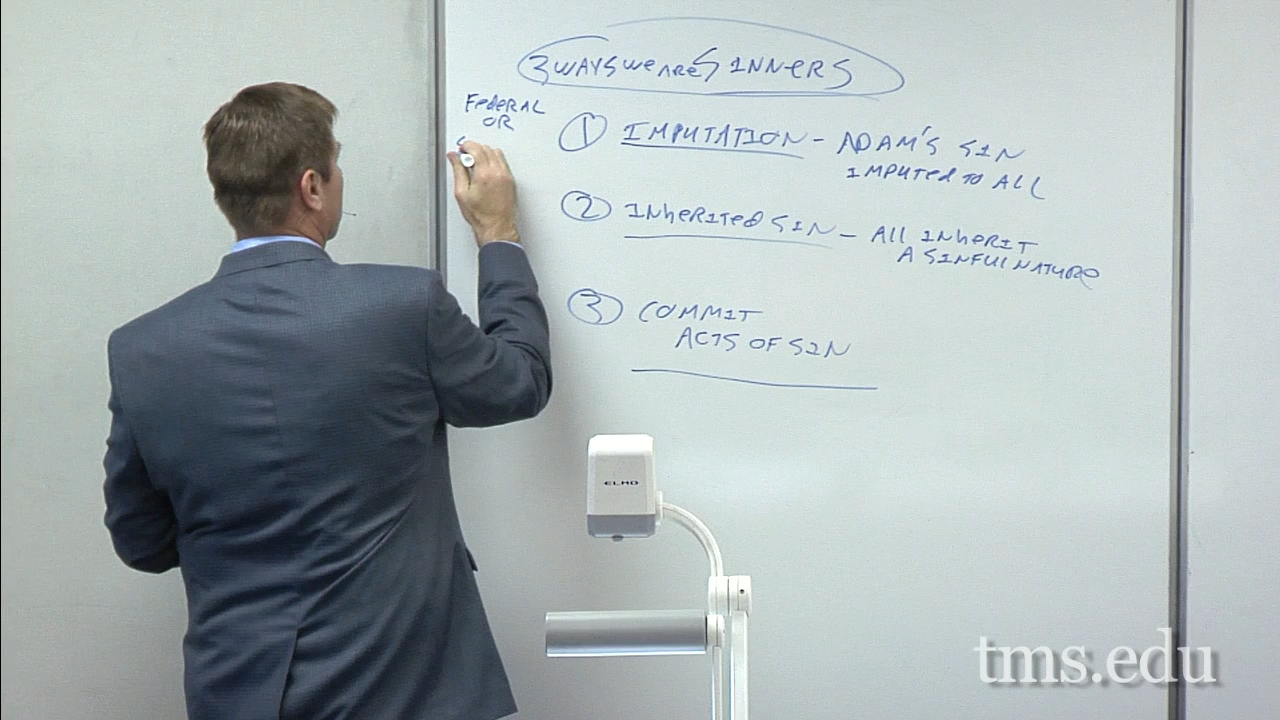 3 WAYS We ARe SINNeRS
FedeRAL
OR
1 IMPUTATION - ADAM'S SIN
IMPUTed TO ALL
2 INheRITed SIN - ALL INheRIT
A SINFUL NATURe
3 COMMIT
ACTS OF SIN
ELMO
tms.edu